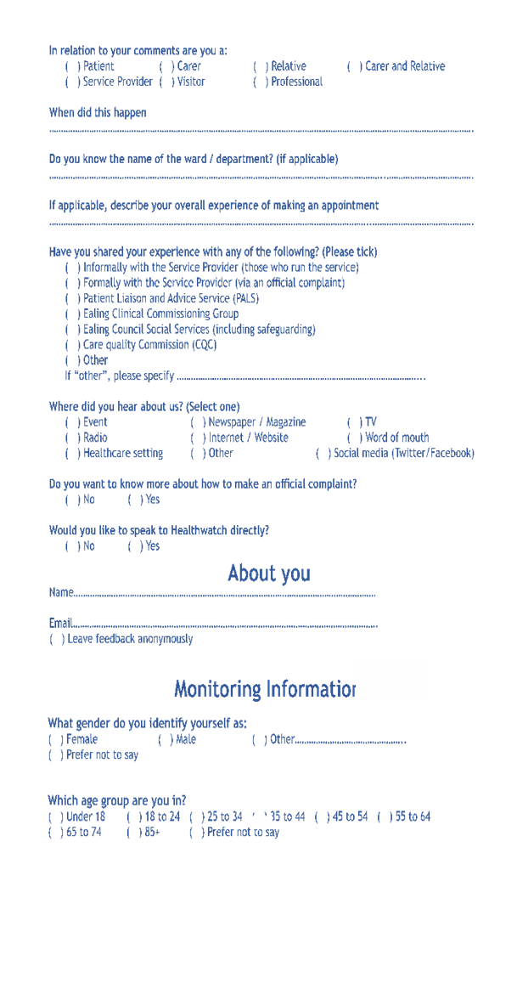 In relation to your comments are you a:
( ) Patient ( ) Carer ( ) Relative ( ) Carer and Relative
( ) Service Provider ( ) Visitor ( ) Professional
When did this happen
Do you know the name of the ward / department? (if applicable)
If applicable, describe your overall experience of making an appointment
Have you shared your experience with any of the following? (Please tick)
( ) Informally with the Service Provider (those who run the service)
( ) Formally with the Service Provider (via an official complaint)
( ) Patient Liaison and Advice Service (PALS)
( ) Ealing Clinical Commissioning Group
( ) Ealing Council Social Services (including safeguarding)
( ) Care quality Commission (CQC)
( ) Other
If “other”, please specify ..........
Where did you hear about us? (Select one)
( ) Event ( ) Newspaper / Magazine ( ) TV
( ) Radio ( ) Internet / Website ( ) Word of mouth
( ) Healthcare setting ( ) Other ( ) Social media (Twitter/Facebook)
Do you want to know more about how to make an official complaint?
( ) No ( ) Yes
Would you like to speak to Healthwatch directly?
( ) No ( ) Yes
About you
Name..........
Email..........
( ) Leave feedback anonymously
Monitoring Information
What gender do you identify yourself as:
( ) Female ( ) Male ( ) Other..........
( ) Prefer not to say
Which age group are you in?
( ) Under 18 ( ) 18 to 24 ( ) 25 to 34 ( ) 35 to 44 ( ) 45 to 54 ( ) 55 to 64
( ) 65 to 74 ( ) 85+ ( ) Prefer not to say